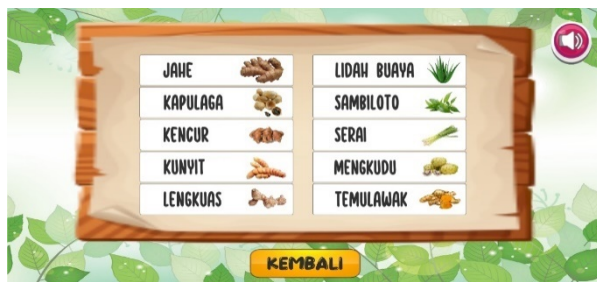 JAHE
KAPULAGA
KENCUR
KUNYIT
LENGKUAS
LIDAH BUAYA
SAMBILOTO
SERAI
MENGKUDU
TEMULAWAK
KEMBALI